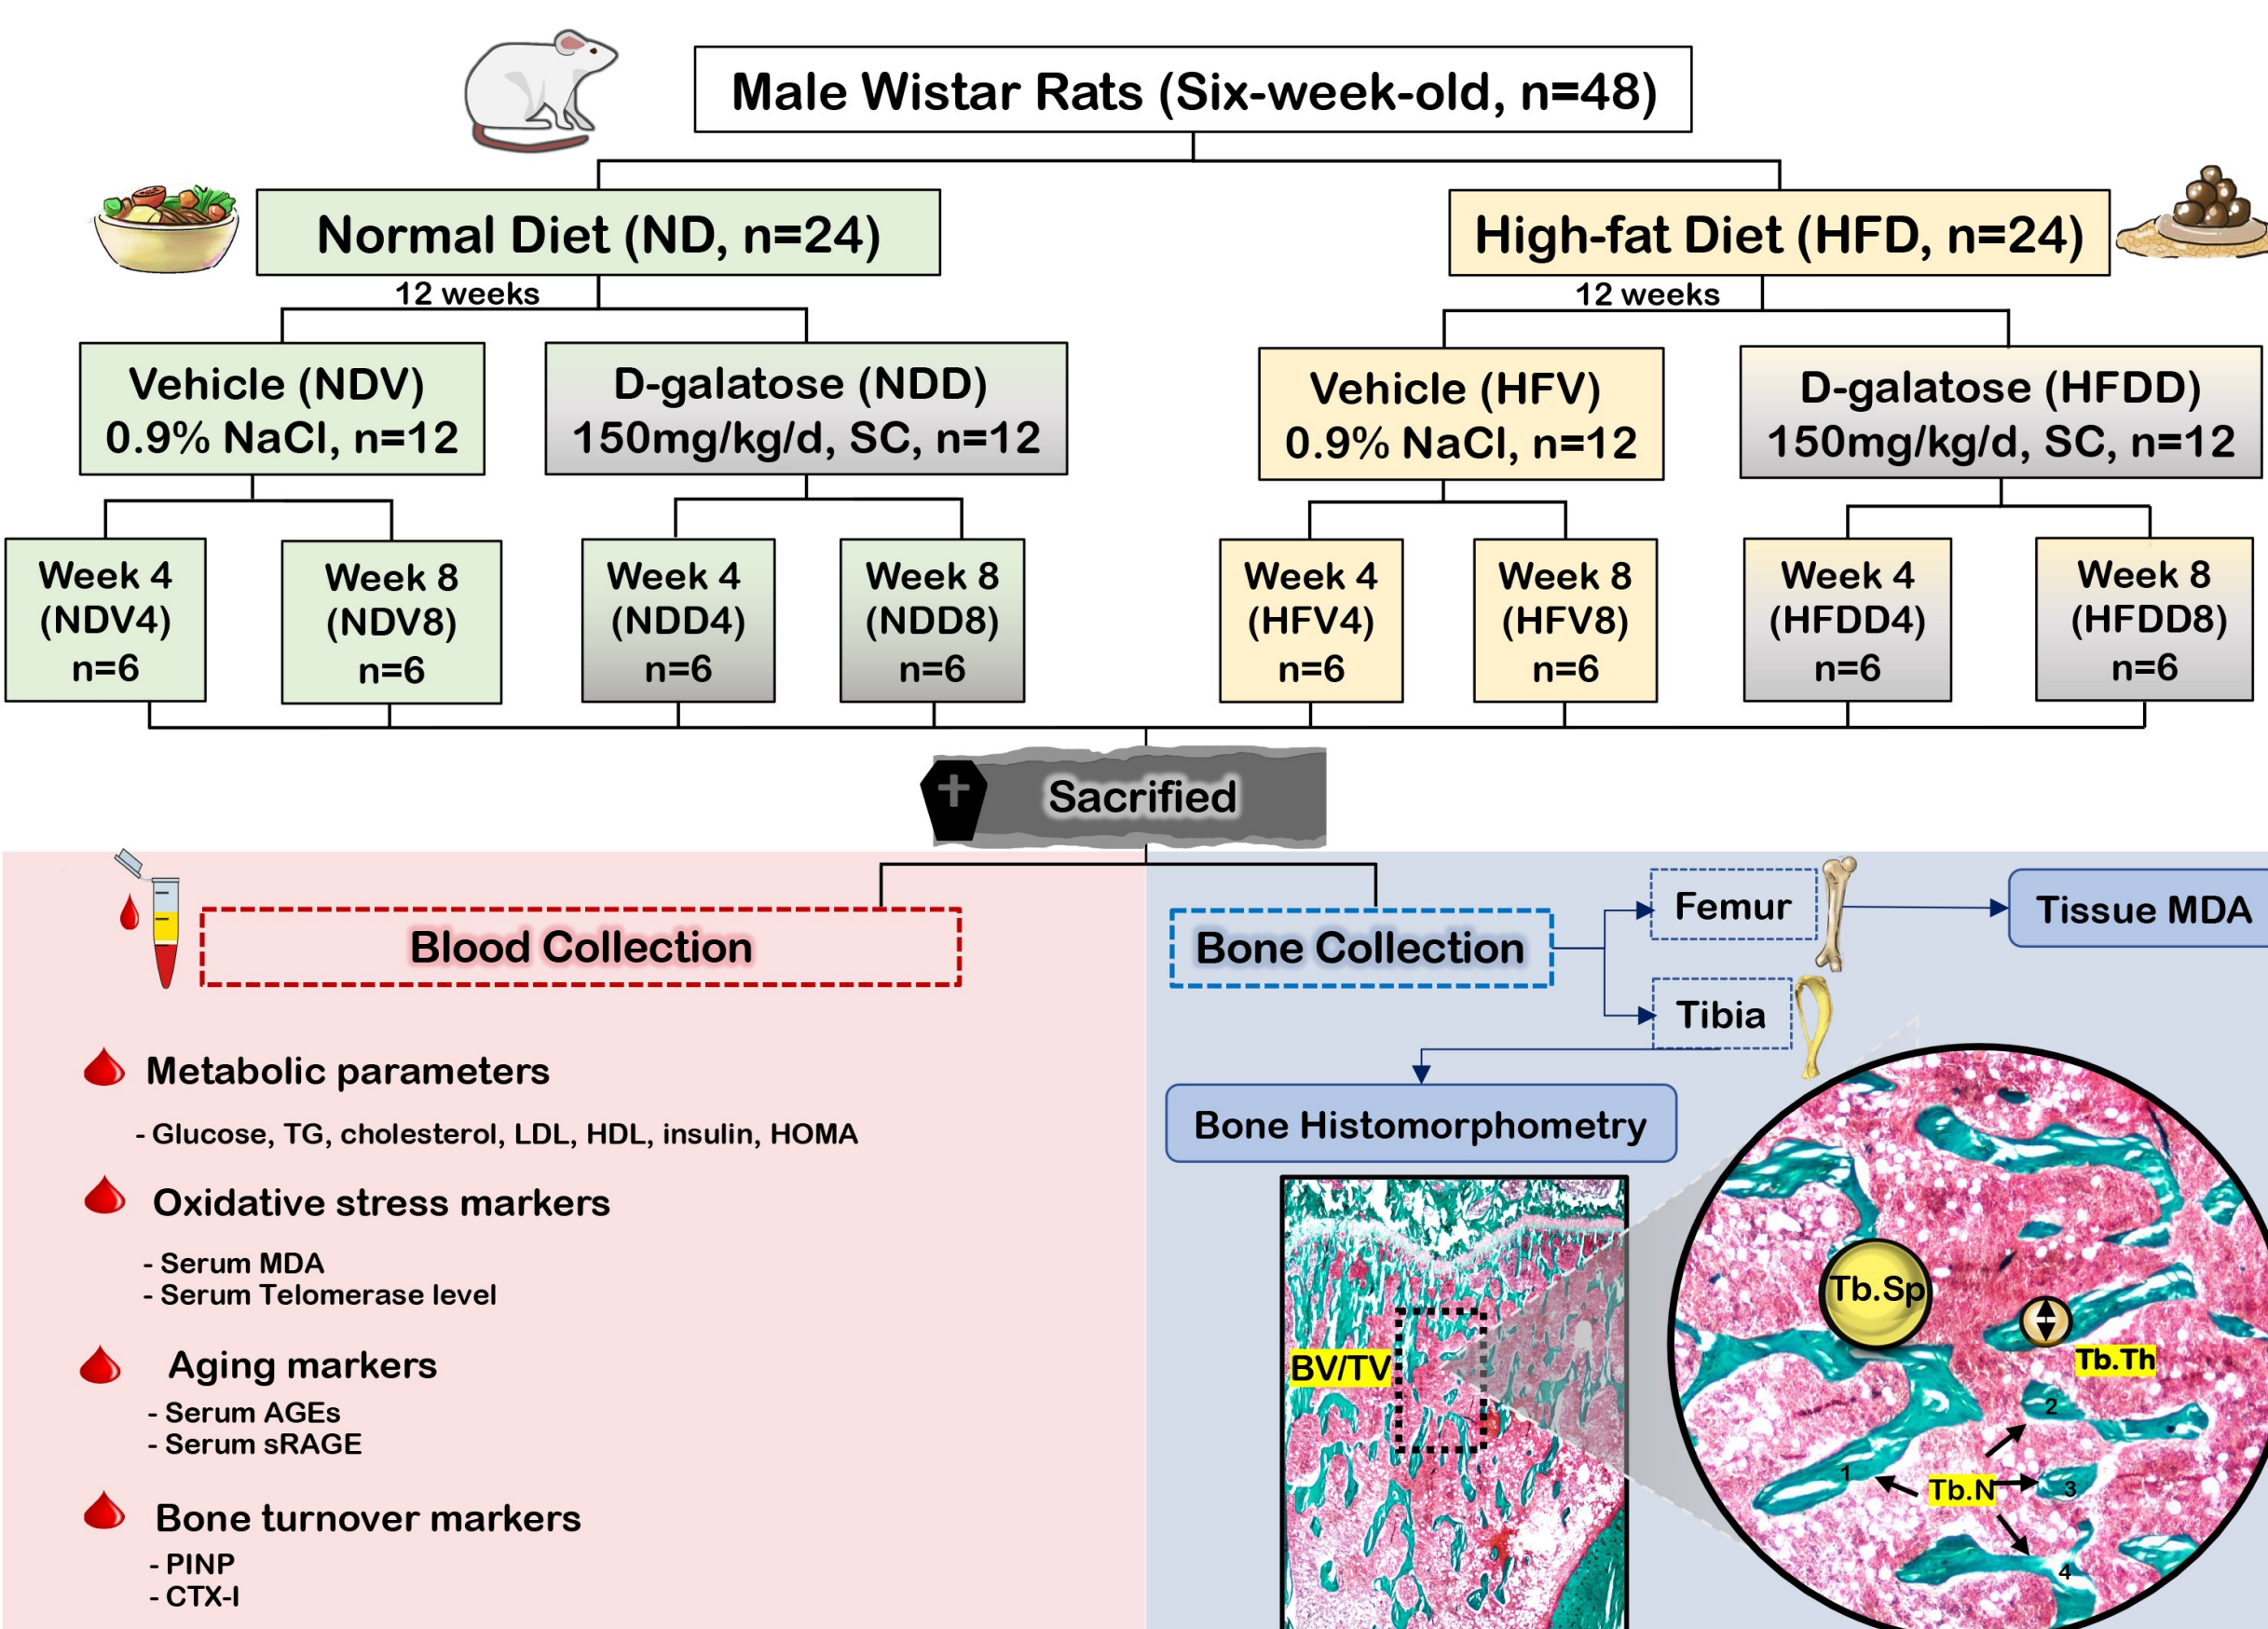 Male Wistar Rats (Six-week-old, n=48)
Normal Diet (ND, n=24)
High-fat Diet (HFD, n=24)
12 weeks
12 weeks
Vehicle (NDV)
0.9% NaCl, n=12
D-galatose (NDD)
150mg/kg/d, SC, n=12
Vehicle (HFV)
0.9% NaCl, n=12
D-galatose (HFDD)
150mg/kg/d, SC, n=12
Week 4
(NDV4)
n=6
Week 8
(NDV8)
n=6
Week 4
(NDD4)
n=6
Week 8
(NDD8)
n=6
Week 4
(HFV4)
n=6
Week 8
(HFV8)
n=6
Week 4
(HFDD4)
n=6
Week 8
(HFDD8)
n=6
Sacrified
Blood Collection
Metabolic parameters
- Glucose, TG, cholesterol, LDL, HDL, insulin, HOMA
Oxidative stress markers
- Serum MDA
- Serum Telomerase level
Aging markers
- Serum AGEs
- Serum sRAGE
Bone turnover markers
- PINP
- CTX-I
Bone Collection
Femur
Tissue MDA
Tibia
Bone Histomorphometry
BV/TV
Tb.Sp
Tb.Th
Tb.N
1
2
3
4